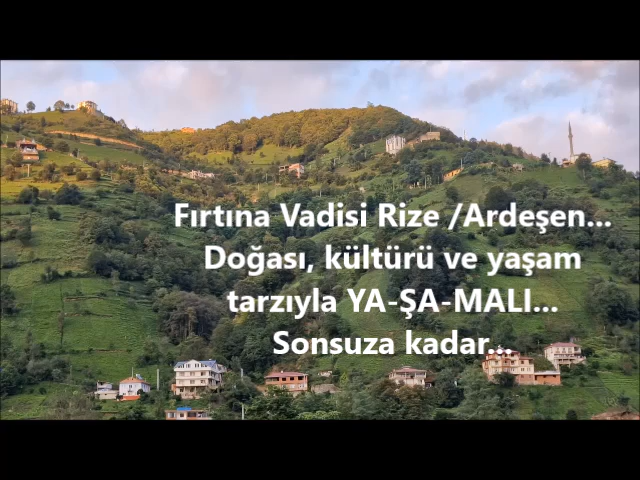 Fırtına Vadisi Rize /Ardeşen...
Doğası, kültürü ve yaşam
tarzıyla YA-ŞA-MALI...
Sonsuza kadar...